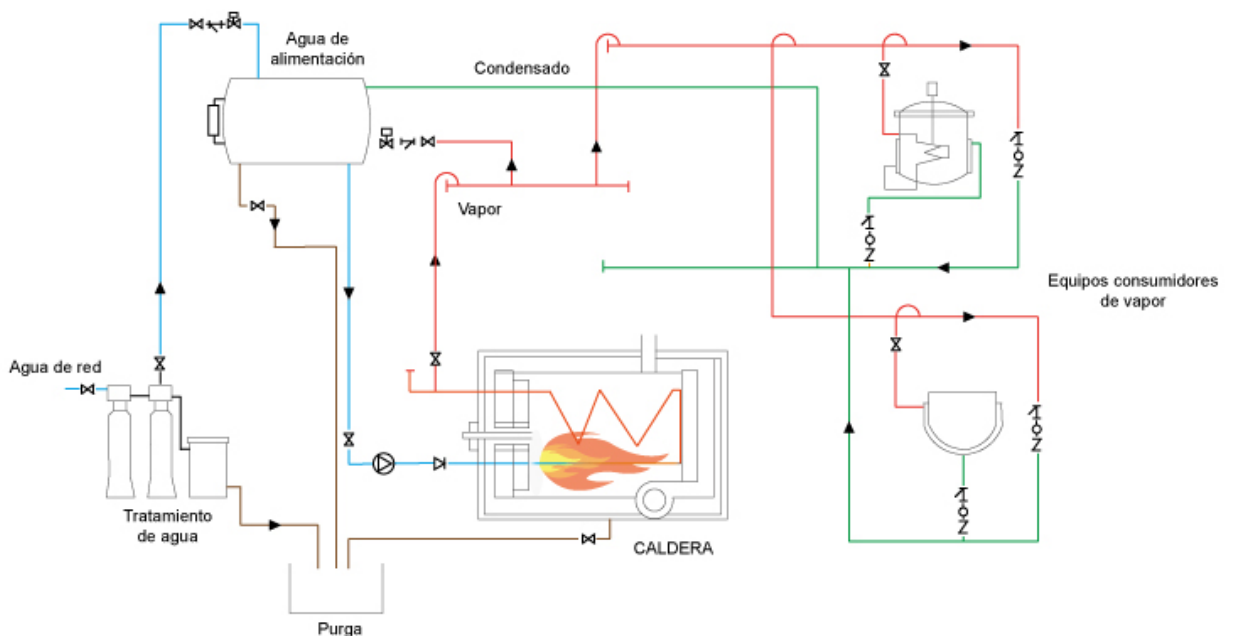 Agua de
alimentación
Condensado
Vapor
Equipos consumidores
de vapor
Agua de red
Tratamiento
de agua
CALDERA
Purga